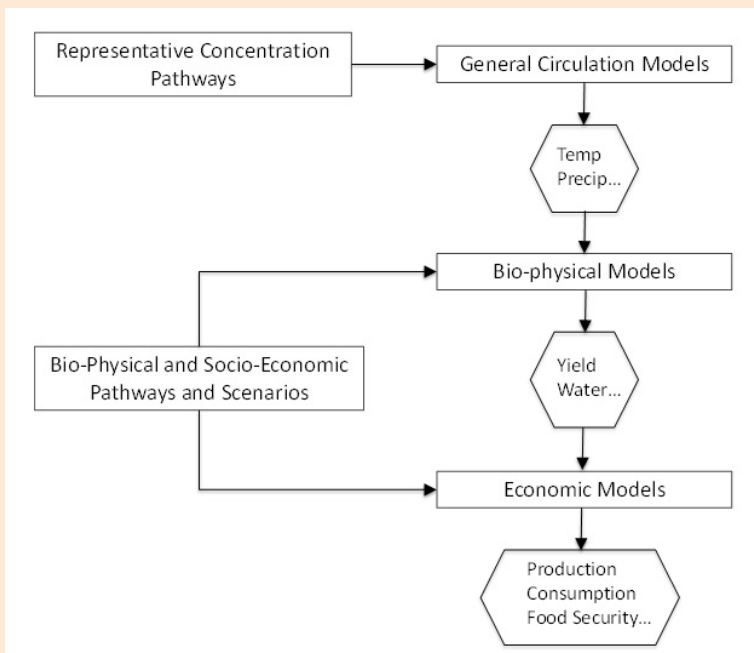 Representative Concentration
Pathways
General Circulation Models
Temp
Precip...
Bio-physical Models
Bio-Physical and Socio-Economic
Pathways and Scenarios
Yield
Water...
Economic Models
Production
Consumption
Food Security...